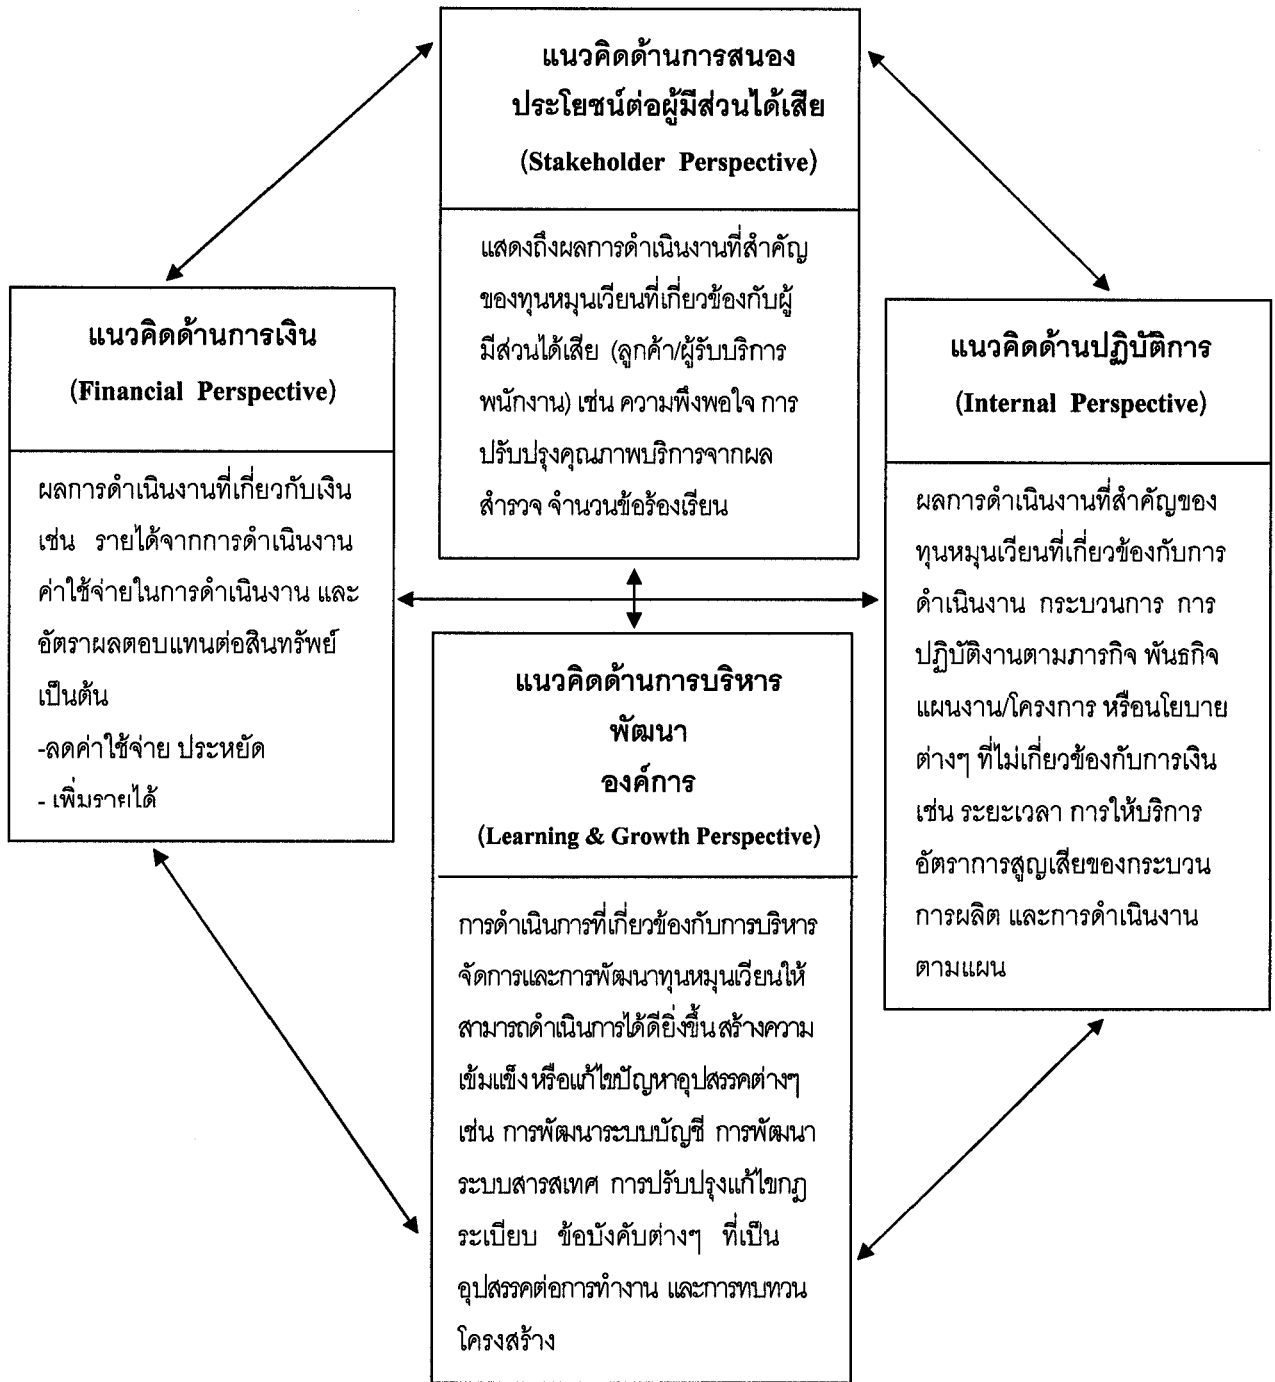 แนวคิดด้านการสนอง
ประโยชน์ต่อผู้มีส่วนได้เสีย
(Stakeholder Perspective)
แสดงถึงผลการดำเนินงานที่สำคัญ
ของทุนหมุนเวียนที่เกี่ยวข้องกับผู้
มีส่วนได้เสีย (ลูกค้า/ผู้รับบริการ
พนักงาน) เช่น ความพึงพอใจ การ
ปรับปรุงคุณภาพบริการจากผล
สำรวจ จำนวนข้อร้องเรียน
แนวคิดด้านการเงิน
(Financial Perspective)
ผลการดำเนินงานที่เกี่ยวกับเงิน
เช่น รายได้จากการดำเนินงาน
ค่าใช้จ่ายในการดำเนินงาน และ
อัตราผลตอบแทนต่อสินทรัพย์
เป็นต้น
-ลดค่าใช้จ่าย ประหยัด
- เพิ่มรายได้
แนวคิดด้านปฏิบัติการ
(Internal Perspective)
ผลการดำเนินงานที่สำคัญของ
ทุนหมุนเวียนที่เกี่ยวข้องกับการ
ดำเนินงาน กระบวนการ การ
ปฏิบัติงานตามภารกิจ พันธกิจ
แผนงาน/โครงการ หรือนโยบาย
ต่างๆ ที่ไม่เกี่ยวข้องกับการเงิน
เช่น ระยะเวลา การให้บริการ
อัตราการสูญเสียของกระบวน
การผลิต และการดำเนินงาน
ตามแผน
แนวคิดด้านการบริหาร
พัฒนา
องค์การ
(Learning & Growth Perspective)
การดำเนินการที่เกี่ยวข้องกับการบริหาร
จัดการและการพัฒนาทุนหมุนเวียนให้
สามารถดำเนินการได้ดียิ่งขึ้น สร้างความ
เข้มแข็ง หรือแก้ไขปัญหาอุปสรรคต่างๆ
เช่น การพัฒนาระบบบัญชี การพัฒนา
ระบบสารสเทศ การปรับปรุงแก้ไขกฎ
ระเบียบ ข้อบังคับต่างๆ ที่เป็น
อุปสรรคต่อการทำงาน และการทบทวน
โครงสร้าง